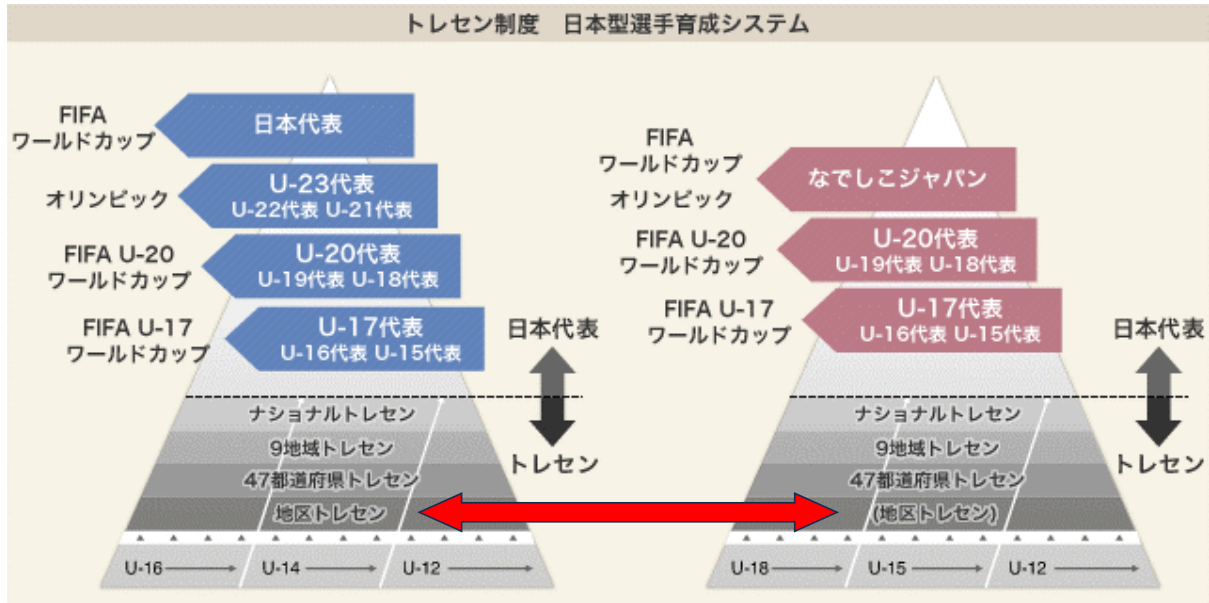 トレセン制度 日本型選手育成システム
FIFA
ワールドカップ
日本代表
オリンピック
U-23代表
U-22代表 U-21代表
FIFA U-20
ワールドカップ
U-20代表
U-19代表 U-18代表
FIFA U-17
ワールドカップ
U-17代表
U-16代表 U-15代表
日本代表
トレセン
ナショナルトレセン
9地域トレセン
47都道府県トレセン
地区トレセン
U-16
U-14
U-12
FIFA
ワールドカップ
オリンピック
なでしこジャパン
FIFA U-20
ワールドカップ
U-20代表
U-19代表 U-18代表
FIFA U-17
ワールドカップ
U-17代表
U-16代表 U-15代表
日本代表
トレセン
ナショナルトレセン
9地域トレセン
47都道府県トレセン
(地区トレセン)
U-18
U-15
U-12